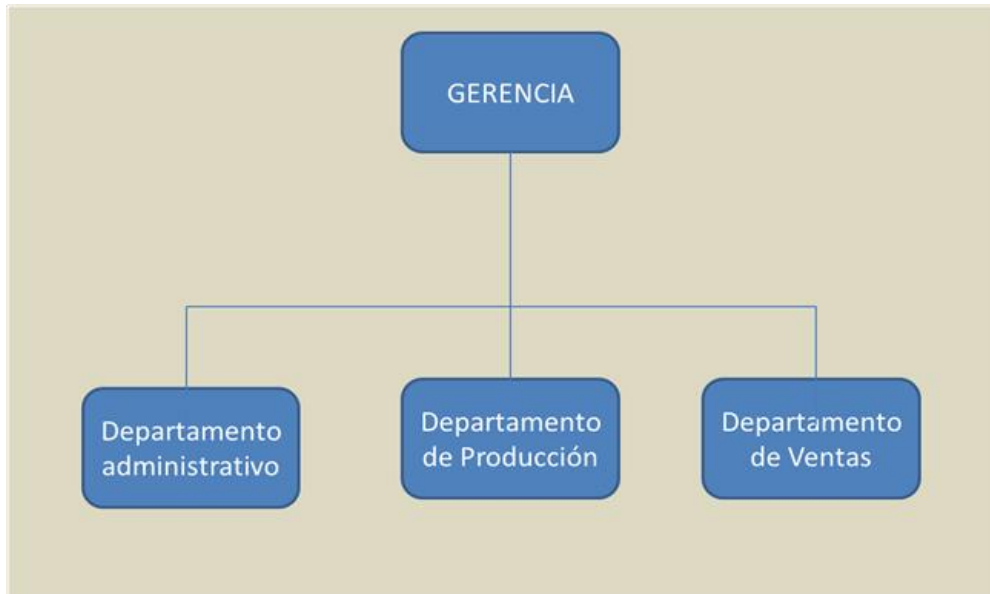 GERENCIA
Departamento
administrativo
Departamento
de Producción
Departamento
de Ventas